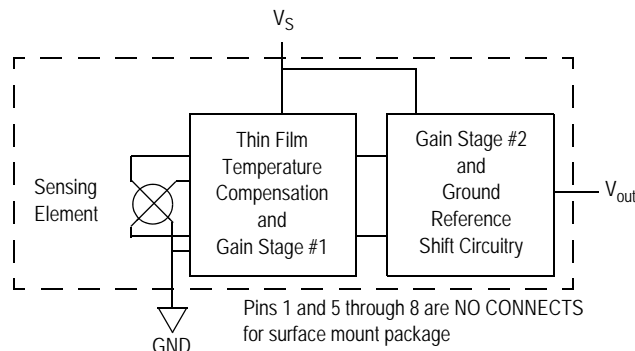 V_S
Thin Film
Temperature
Compensation
and
Gain Stage #1
Gain Stage #2
and
Ground
Reference
Shift Circuitry
Sensing
Element
V_out
Pins 1 and 5 through 8 are NO CONNECTS
for surface mount package
GND